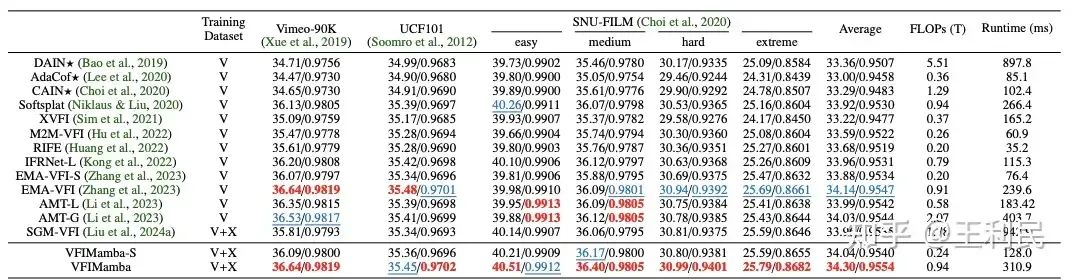 Training Dataset Vimeo-90K (Xue et al., 2019) UCF101 (Soomro et al., 2012) SNU-FILM (Choi et al., 2020) Average FLOPs (T) Runtime (ms)
easy medium hard extreme
DAIN★ (Bao et al., 2019) V 34.71/0.9756 34.99/0.9683 39.73/0.9902 35.46/0.9780 30.17/0.9335 25.09/0.8584 33.36/0.9507 5.51 897.8
AdaCof★ (Lee et al., 2020) V 34.47/0.9730 34.90/0.9680 39.80/0.9900 35.05/0.9754 29.46/0.9244 24.31/0.8439 33.00/0.9458 0.36 85.1
CAIN★ (Choi et al., 2020) V 34.65/0.9730 34.91/0.9690 39.89/0.9900 35.61/0.9776 29.90/0.9292 24.78/0.8507 33.29/0.9483 1.29 102.4
Softsplat (Niklaus & Liu, 2020) V 36.13/0.9805 35.39/0.9697 40.26/0.9911 36.07/0.9798 30.53/0.9365 25.16/0.8604 33.92/0.9530 0.94 266.4
XVFI (Sim et al., 2021) V 35.09/0.9759 35.17/0.9685 39.93/0.9907 35.37/0.9782 29.58/0.9276 24.17/0.8450 33.22/0.9477 0.37 165.2
M2M-VFI (Hu et al., 2022) V 35.47/0.9778 35.28/0.9694 39.66/0.9904 35.74/0.9794 30.30/0.9360 25.08/0.8604 33.59/0.9522 0.26 60.9
RIFE (Huang et al., 2022) V 35.61/0.9779 35.28/0.9690 39.80/0.9903 35.76/0.9787 30.36/0.9351 25.27/0.8601 33.68/0.9519 0.20 35.2
IFRNet-L (Kong et al., 2022) V 36.20/0.9808 35.42/0.9698 40.10/0.9906 36.12/0.9797 30.63/0.9368 25.26/0.8609 33.96/0.9531 0.79 115.3
EMA-VFI-S (Zhang et al., 2023) V 36.07/0.9797 35.34/0.9696 39.81/0.9906 35.88/0.9795 30.69/0.9375 25.47/0.8632 33.88/0.9534 0.20 76.4
EMA-VFI (Zhang et al., 2023) V 36.64/0.9819 35.48/0.9701 39.98/0.9910 36.09/0.9801 30.94/0.9392 25.69/0.8661 34.14/0.9547 0.91 239.6
AMT-L (Li et al., 2023) V 36.35/0.9815 35.39/0.9698 39.95/0.9913 36.09/0.9805 30.75/0.9384 25.41/0.8638 33.99/0.9542 0.58 183.42
AMT-G (Li et al., 2023) V 36.53/0.9817 35.41/0.9699 39.88/0.9913 36.12/0.9805 30.78/0.9385 25.43/0.8644 34.03/0.9544 2.07 403.7
SGM-VFI (Liu et al., 2024a) V+X 35.81/0.9793 35.34/0.9693 40.14/0.9907 36.06/0.9795 30.81/0.9375 25.59/0.8646
VFIMamba-S V+X 36.09/0.9800 35.36/0.9696 40.21/0.9909 36.17/0.9800 30.80/0.9381 25.59/0.8655 34.04/0.9540 0.24 128.0
VFIMamba V+X 36.64/0.9819 35.45/0.9702 40.51/0.9912 36.40/0.9805 30.99/0.9401 25.79/0.8682 34.30/0.9554 0.94 310.9
知乎 @王利民